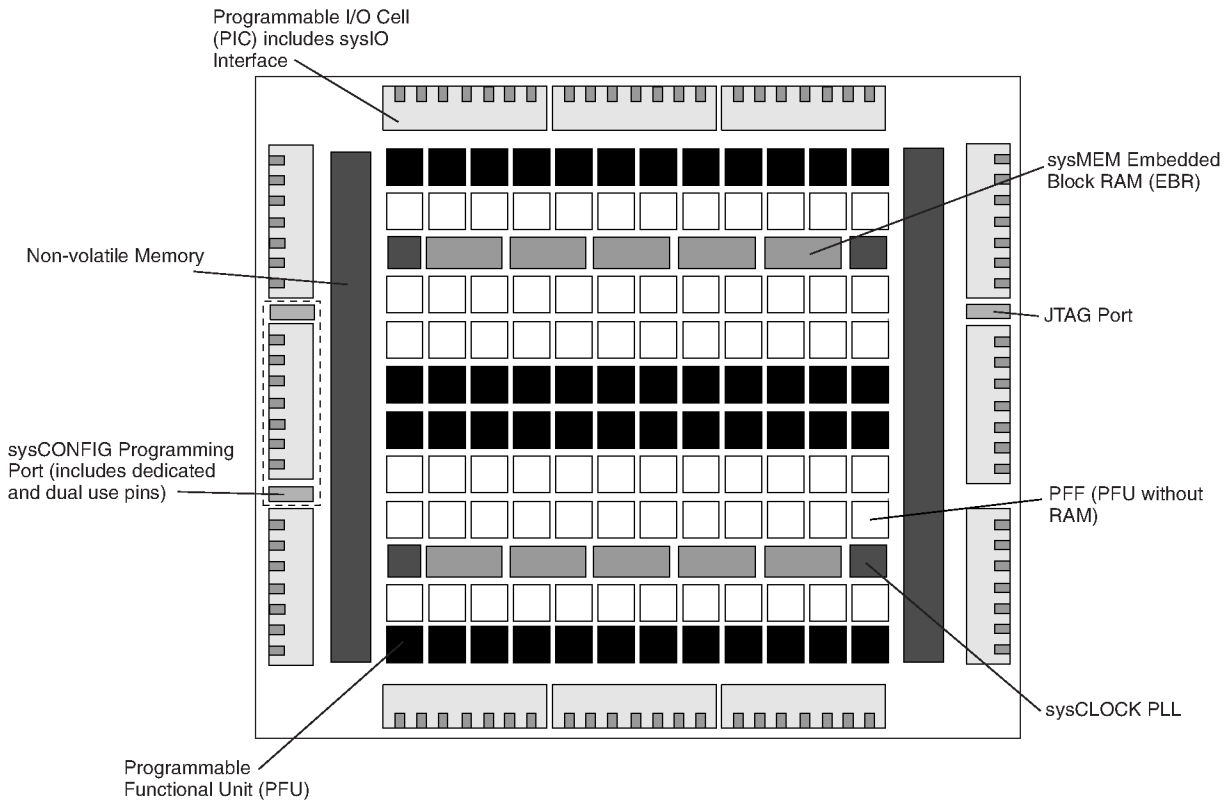 Programmable I/O Cell
(PIC) includes sysIO
Interface
sysMEM Embedded
Block RAM (EBR)
Non-volatile Memory
JTAG Port
sysCONFIG Programming
Port (includes dedicated
and dual use pins)
PFF (PFU without
RAM)
sysCLOCK PLL
Programmable
Functional Unit (PFU)